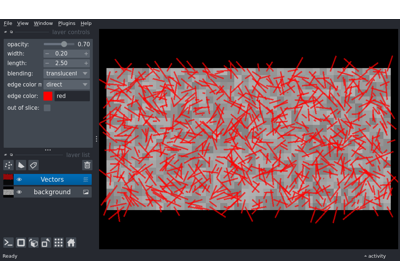 File View Window Plugins Help
layer controls
opacity: 0.70
width: 0.20
length: 2.50
blending: translucent
edge color m direct
edge color: red
out of slice:
layer list
Vectors
background
Ready
activity